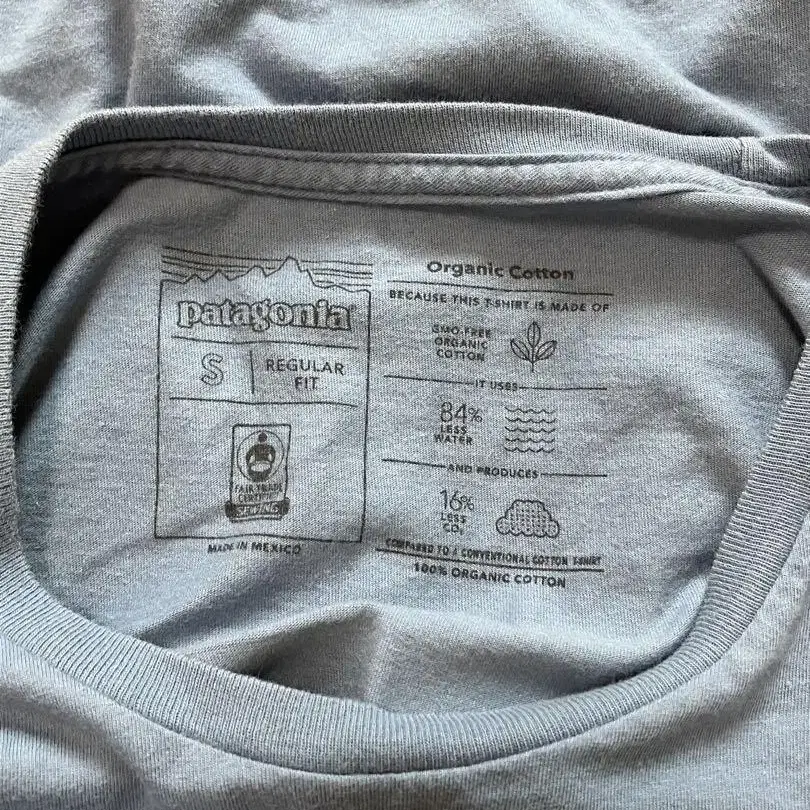 patagonia®
S
REGULAR
FIT
FAIR TRADE
CERTIFIED
SEWING
MADE IN MEXICO
Organic Cotton
BECAUSE THIS T-SHIRT IS MADE OF
GMO-FREE
ORGANIC
COTTON
IT USES
84%
LESS
WATER
AND PRODUCES
16%
LESS
CO₂
COMPARED TO A CONVENTIONAL COTTON T-SHIRT
100% ORGANIC COTTON